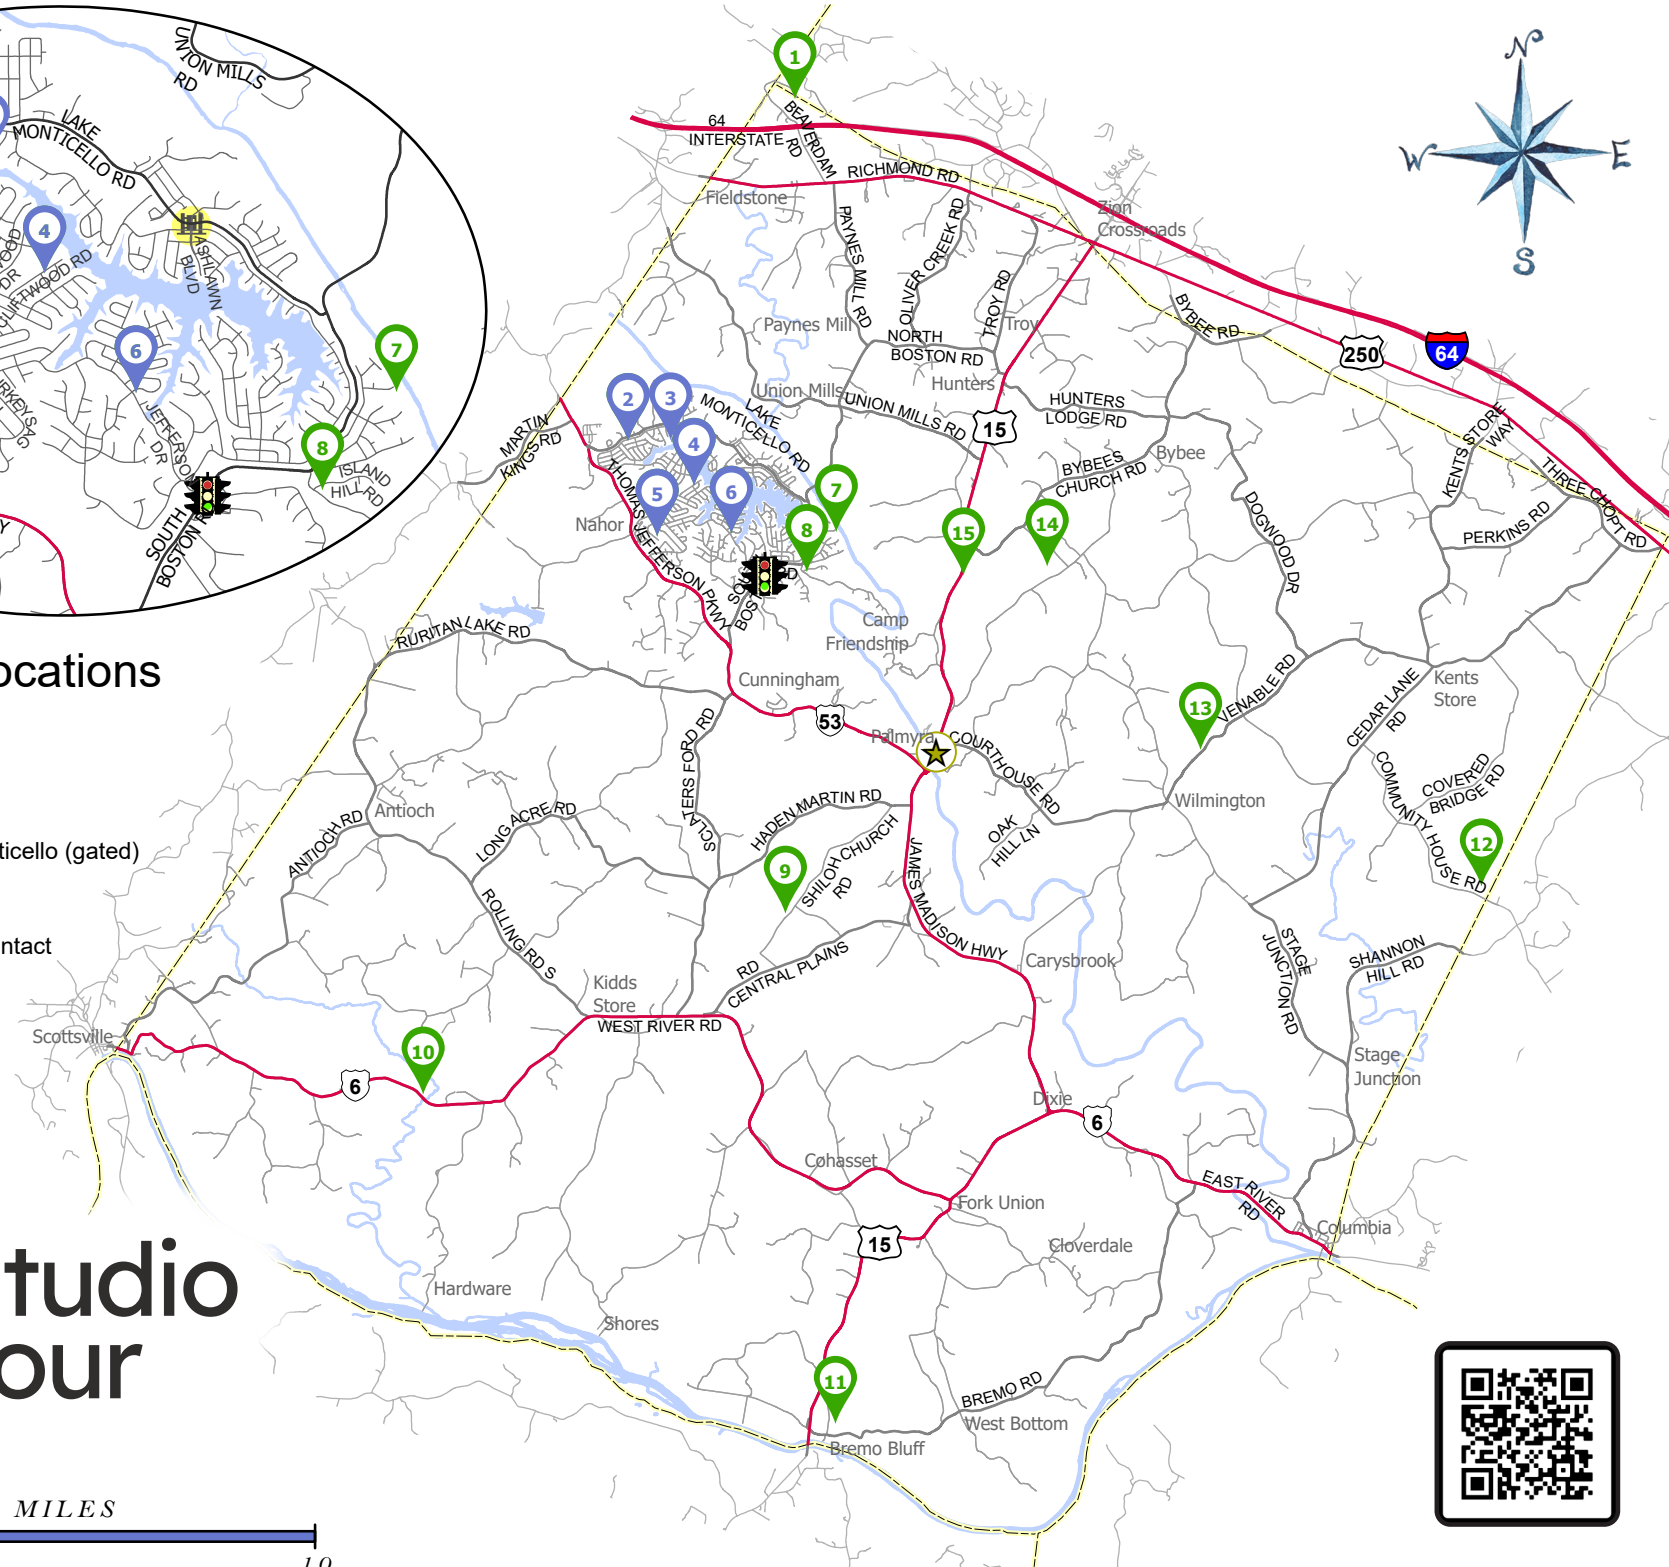 UNION MILLS
RD
LAKE
MONTICELLO RD
4
DR
DRIFTWOOD RD
ASHLAWN
BLVD
6
7
JEFFERSON
DR
8
ISLAND
HILL RD
SOUTH
BOSTON RD
ocations
ticello (gated)
ntact
tudio
our
MILES
10
N
W
E
S
1
64
INTERSTATE
BEAVERDAM
RD
RICHMOND RD
Fieldstone
Zion
Crossroads
PAYNES MILL RD
OLIVER CREEK RD
TROY RD
Troy
Paynes Mill
NORTH
BOSTON RD
BYBEE RD
250
64
Hunters
Union Mills
UNION MILLS RD
HUNTERS
LODGE RD
15
2
3
4
5
6
7
8
MARTIN
KINGS RD
LAKE
MONTICELLO RD
Nahor
THOMAS JEFFERSON PKWY
BYBEES
CHURCH RD
Bybee
KENTS STORE
WAY
THREE CHOPT RD
PERKINS RD
DOGWOOD DR
15
14
Camp
Friendship
RURITAN LAKE RD
Cunningham
53
Palmyra
COURTHOUSE RD
13
VENABLE RD
Kents
Store
CEDAR LANE
RD
COMMUNITY HOUSE RD
COVERED
BRIDGE RD
12
Wilmington
OAK
HILL LN
Antioch
ANTIOCH RD
LONG ACRE RD
SCLATERS FORD RD
HADEN MARTIN RD
9
SHILOH CHURCH
RD
JAMES MADISON HWY
ROLLING RD S
Kidds
Store
RD
CENTRAL PLAINS
WEST RIVER RD
Carysbrook
STAGE
JUNCTION RD
SHANNON
HILL RD
Stage
Junction
Scottsville
10
6
Dixie
6
Cohasset
Fork Union
EAST RIVER
RD
Columbia
15
Cloverdale
Hardware
Shores
11
BREMO RD
West Bottom
Bremo Bluff